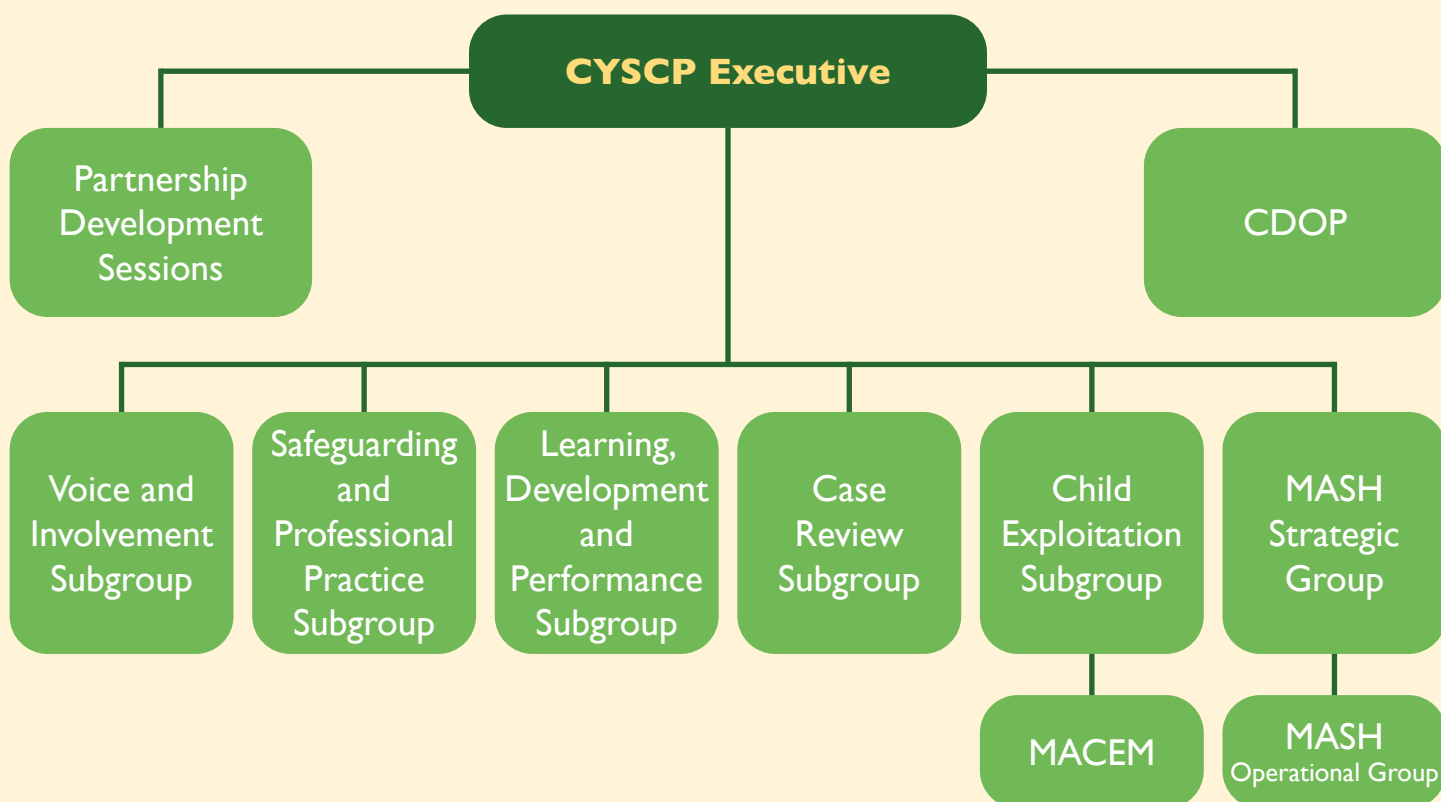 CYSCP Executive
Partnership
Development
Sessions
CDOP
Voice and
Involvement
Subgroup
Safeguarding
and
Professional
Practice
Subgroup
Learning,
Development
and
Performance
Subgroup
Case
Review
Subgroup
Child
Exploitation
Subgroup
MASH
Strategic
Group
MACEM
MASH
Operational Group